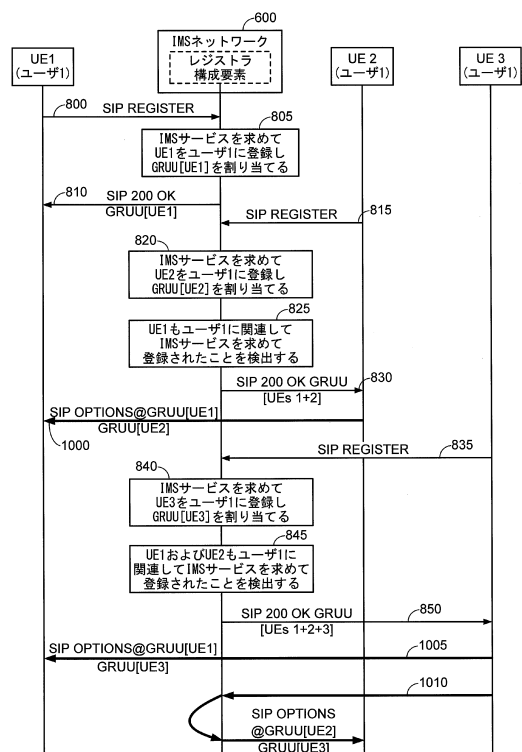 600
IMSネットワーク
レジストラ
構成要素
UE1
(ユーザ1)
UE 2
(ユーザ1)
UE 3
(ユーザ1)
800
SIP REGISTER
805
IMSサービスを求めて
UE1をユーザ1に登録し
GRUU[UE1]を割り当てる
810
SIP 200 OK
GRUU[UE1]
SIP REGISTER
815
820
IMSサービスを求めて
UE2をユーザ1に登録し
GRUU[UE2]を割り当てる
825
UE1もユーザ1に関連して
IMSサービスを求めて
登録されたことを検出する
SIP 200 OK GRUU
830
[UEs 1+2]
SIP OPTIONS@GRUU[UE1]
GRUU[UE2]
1000
SIP REGISTER
835
840
IMSサービスを求めて
UE3をユーザ1に登録し
GRUU[UE3]を割り当てる
845
UE1およびUE2もユーザ1に
関連してIMSサービスを求めて
登録されたことを検出する
SIP 200 OK GRUU
850
[UEs 1+2+3]
SIP OPTIONS@GRUU[UE1]
1005
GRUU[UE3]
1010
SIP OPTIONS
@GRUU[UE2]
GRUU[UE3]